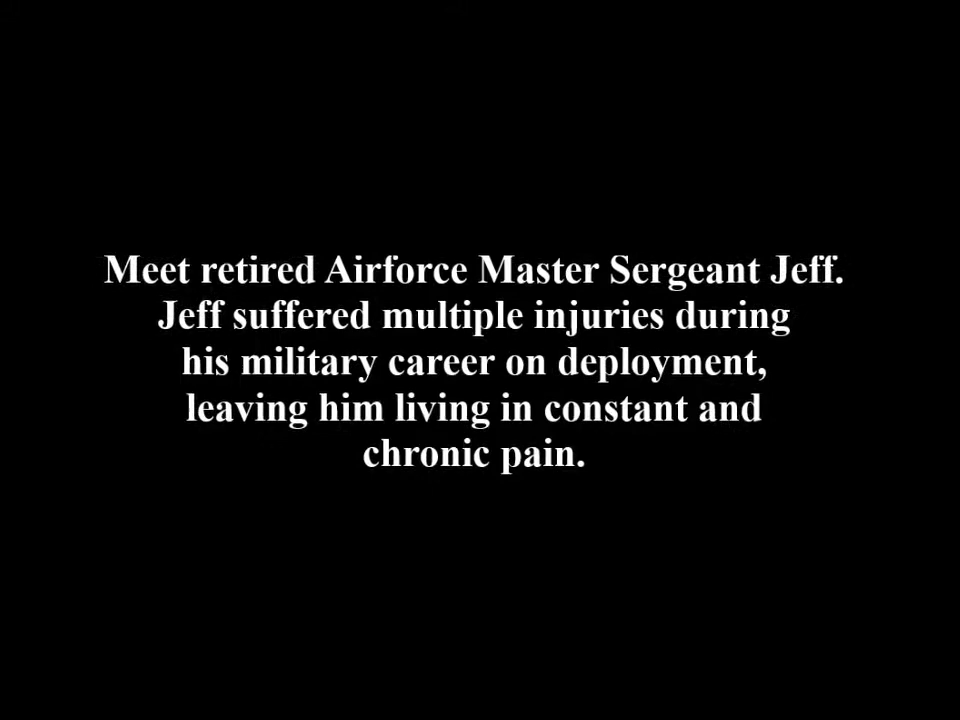 Meet retired Airforce Master Sergeant Jeff.
Jeff suffered multiple injuries during
his military career on deployment,
leaving him living in constant and
chronic pain.